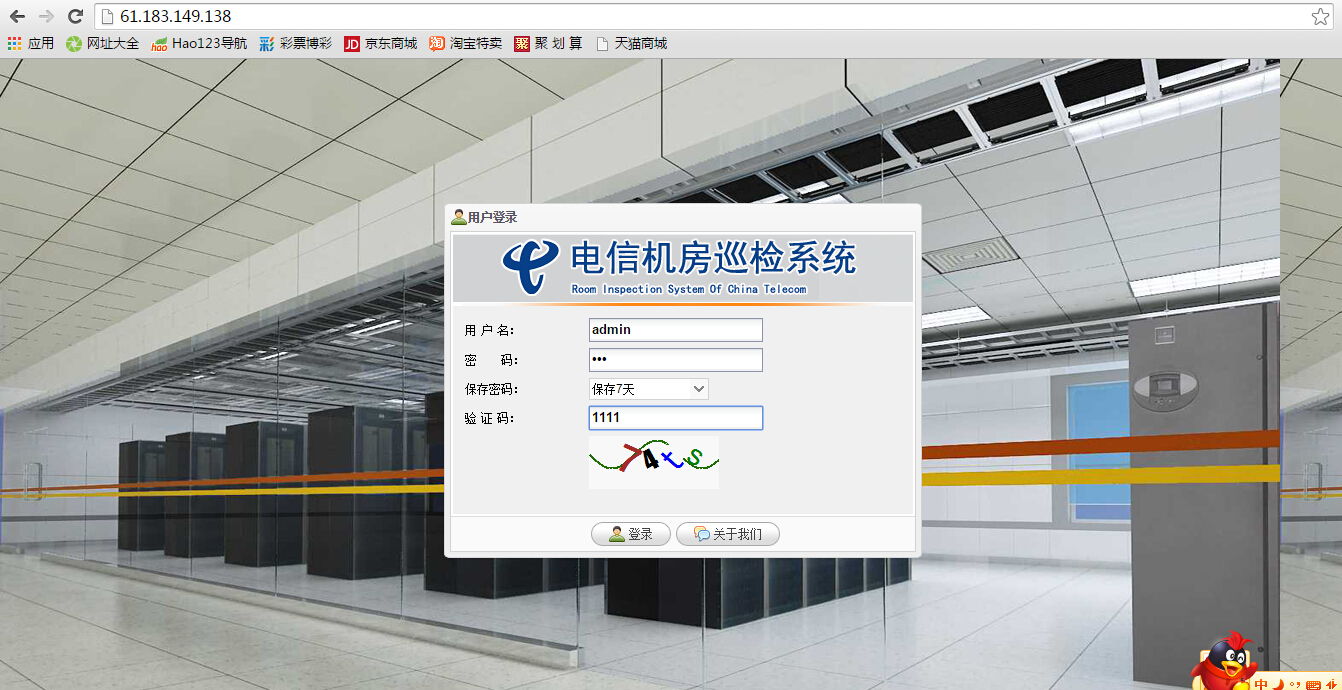 61.183.149.138
应用 网址大全 Hao123导航 彩票博彩 京东商城 淘宝特卖 聚划算 天猫商城
用户登录
电信机房巡检系统
Room Inspection System Of China Telecom
用户名: admin
密 码: •••
保存密码: 保存7天
验证码: 1111
74ts
登录 关于我们
中